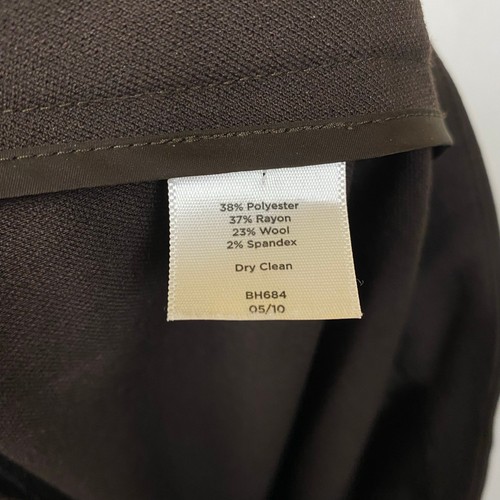 38% Polyester
37% Rayon
23% Wool
2% Spandex
Dry Clean
BH684
05/10